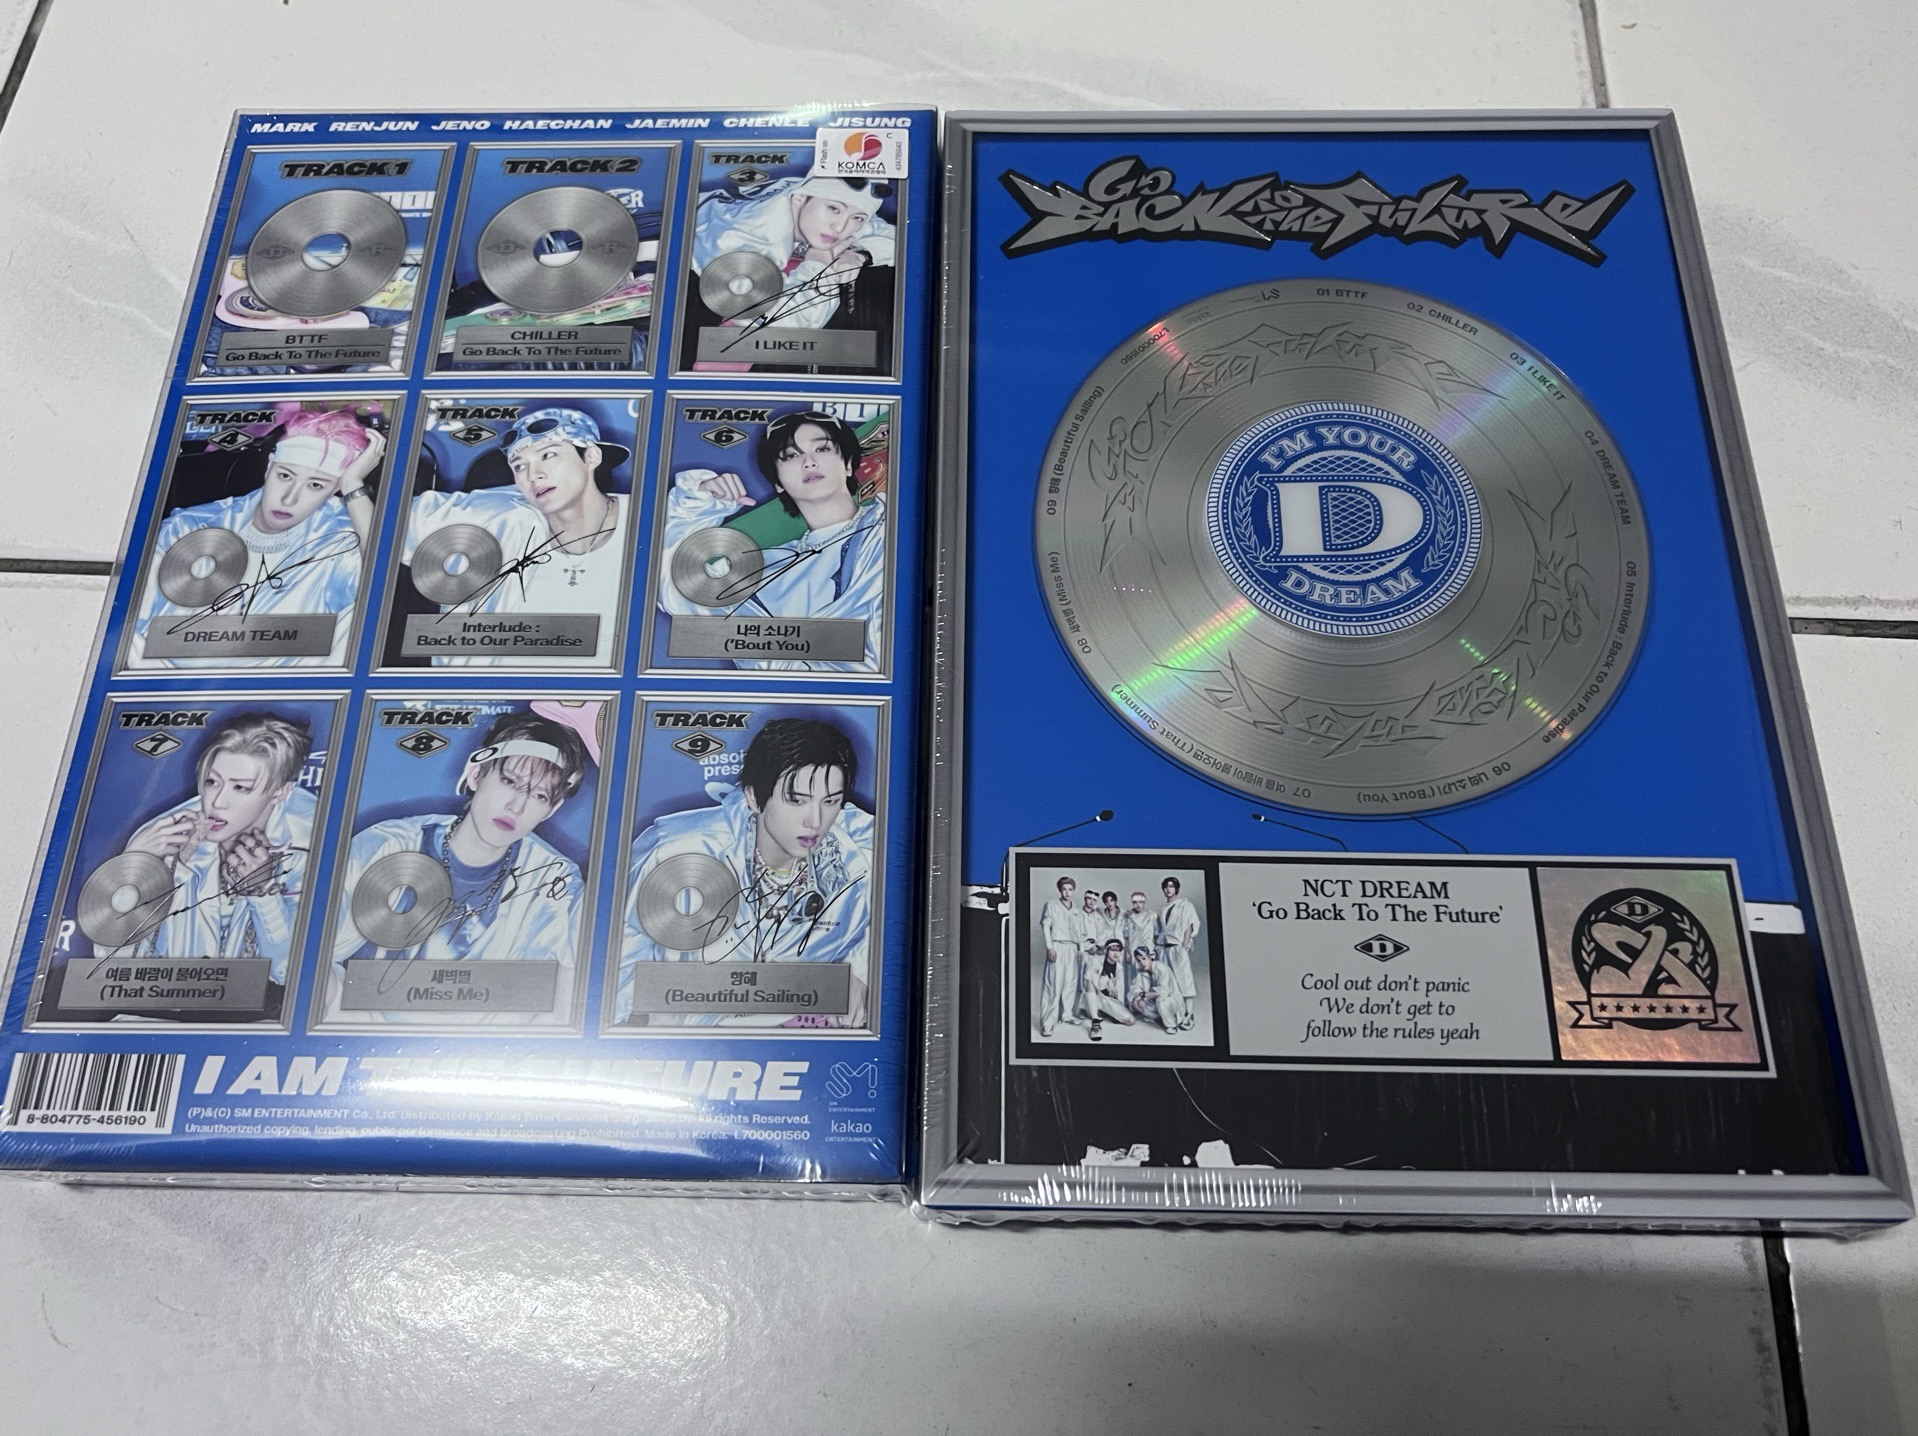 MARK RENJUN JENO HAECHAN JAEMIN CHENLE JISUNG
KOMCA
TRACK 1
BTTF
Go Back To The Future
TRACK 2
CHILLER
Go Back To The Future
TRACK
3
I LIKE IT
TRACK
4
DREAM TEAM
TRACK
5
Interlude :
Back to Our Paradise
TRACK
6
나의 소나기
('Bout You)
TRACK
7
여름 바람이 불어오면
(That Summer)
TRACK
8
새벽별
(Miss Me)
TRACK
9
항해
(Beautiful Sailing)
8-804775-456190
I AM THE FUTURE
(P)&(C) SM ENTERTAINMENT Co., Ltd. Distributed by Kakao Entertainment
All rights Reserved.
Unauthorized copying, lending, public performance and broadcasting Prohibited. Made in Korea. L700001560
SM
ENTERTAINMENT
kakao
ENTERTAINMENT
GO
BACK TO THE FUTURE
01 BTTF
02 CHILLER
03 I LIKE IT
04 DREAM TEAM
05 Interlude : Back to Our Paradise
06 나의 소나기 ('Bout You)
07 여름 바람이 불어오면 (That Summer)
08 새벽별 (Miss Me)
09 항해 (Beautiful Sailing)
L700001560
I'M YOUR
D
DREAM
NCT DREAM
'Go Back To The Future'
D
Cool out don't panic
We don't get to
follow the rules yeah
D